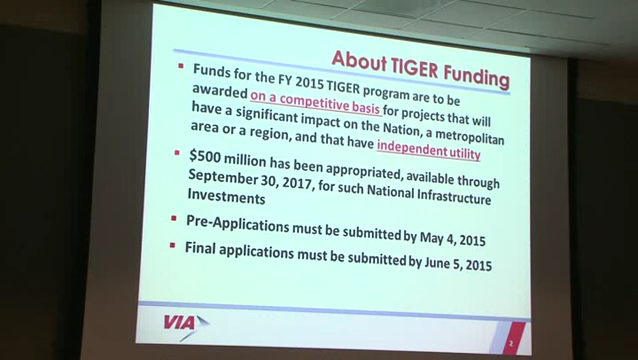 About TIGER Funding
▪ Funds for the FY 2015 TIGER program are to be
awarded on a competitive basis for projects that will
have a significant impact on the Nation, a metropolitan
area or a region, and that have independent utility
▪ $500 million has been appropriated, available through
September 30, 2017, for such National Infrastructure
Investments
▪ Pre-Applications must be submitted by May 4, 2015
▪ Final applications must be submitted by June 5, 2015
VIA
2